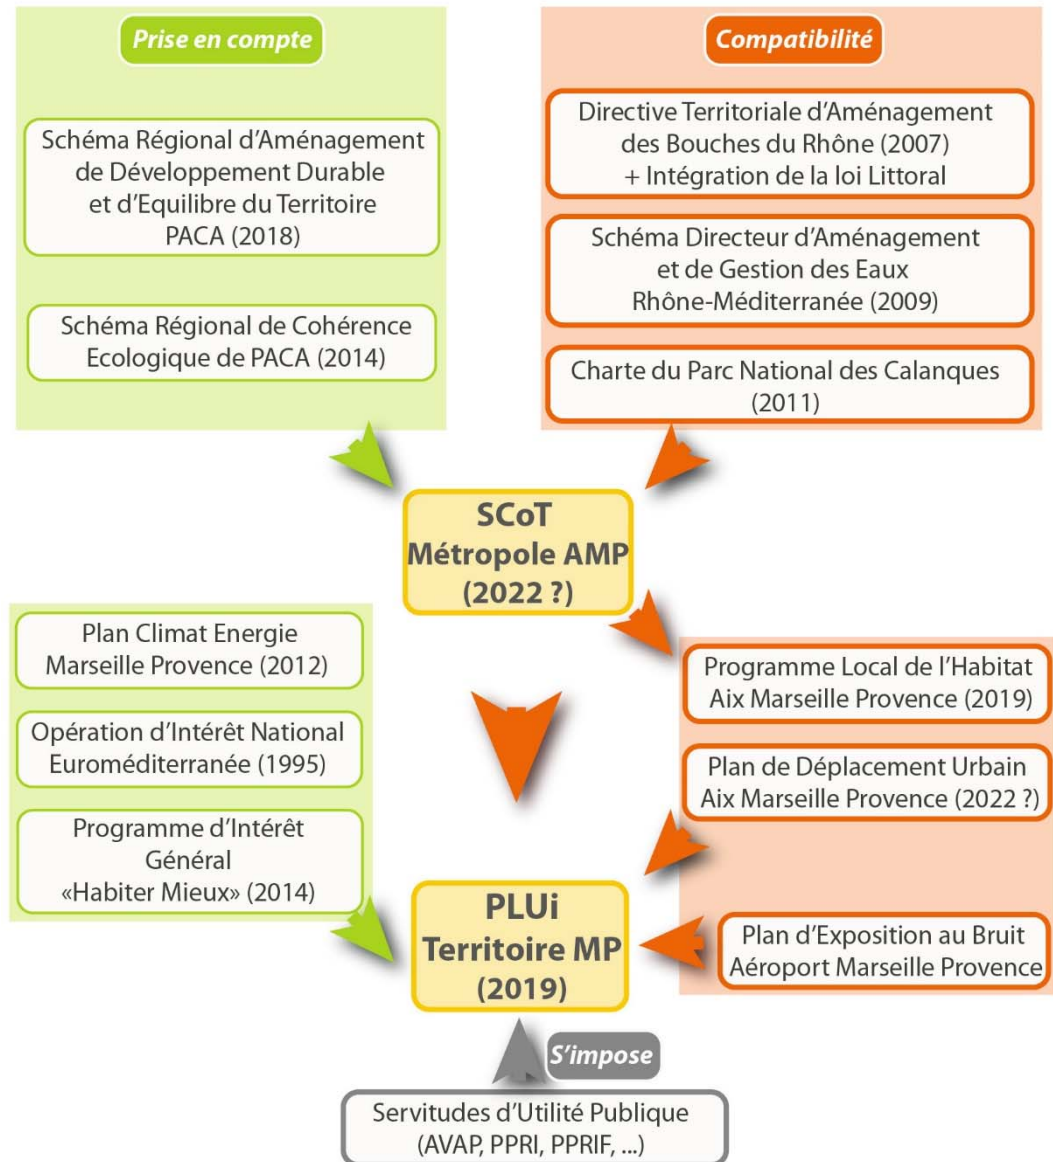 Prise en compte
Schéma Régional d'Aménagement
de Développement Durable
et d'Equilibre du Territoire
PACA (2018)
Schéma Régional de Cohérence
Ecologique de PACA (2014)
Compatibilité
Directive Territoriale d'Aménagement
des Bouches du Rhône (2007)
+ Intégration de la loi Littoral
Schéma Directeur d'Aménagement
et de Gestion des Eaux
Rhône-Méditerranée (2009)
Charte du Parc National des Calanques
(2011)
SCoT
Métropole AMP
(2022 ?)
Plan Climat Energie
Marseille Provence (2012)
Opération d'Intérêt National
Euroméditerranée (1995)
Programme d'Intérêt
Général
«Habiter Mieux» (2014)
Programme Local de l'Habitat
Aix Marseille Provence (2019)
Plan de Déplacement Urbain
Aix Marseille Provence (2022 ?)
Plan d'Exposition au Bruit
Aéroport Marseille Provence
PLUi
Territoire MP
(2019)
S'impose
Servitudes d'Utilité Publique
(AVAP, PPRI, PPRIF, ...)